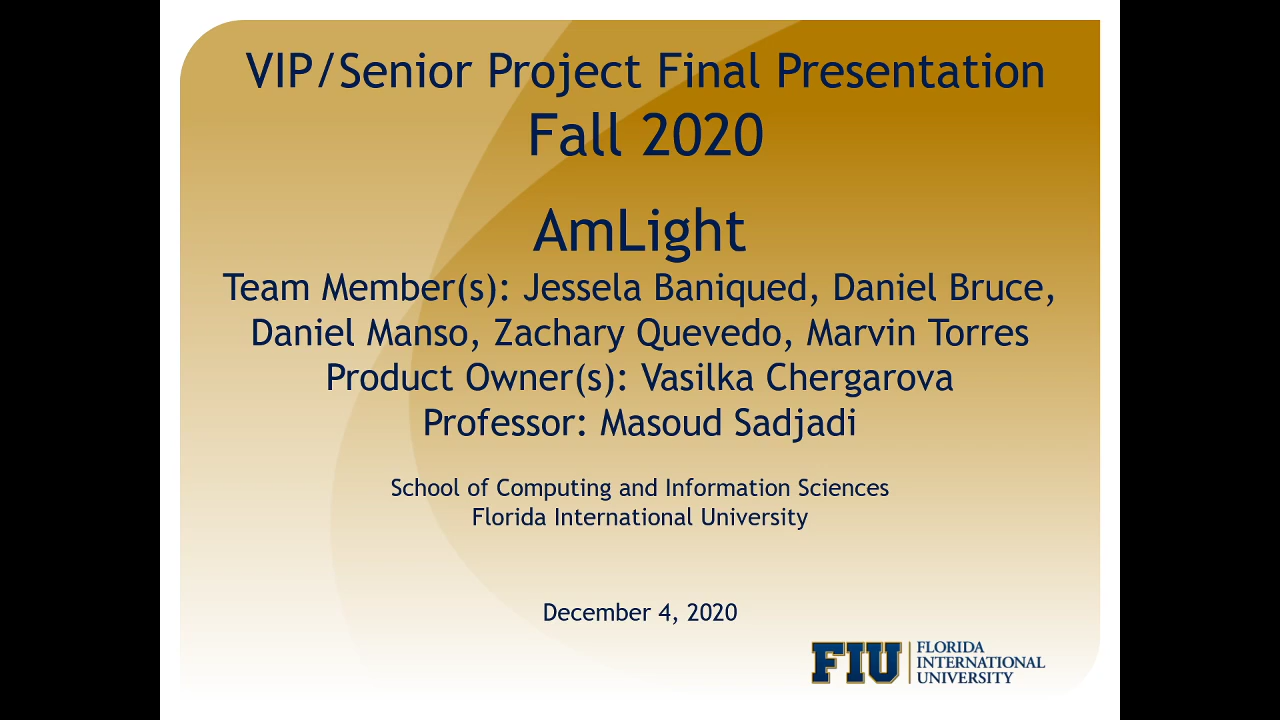 VIP/Senior Project Final Presentation
Fall 2020
AmLight
Team Member(s): Jessela Baniqued, Daniel Bruce,
Daniel Manso, Zachary Quevedo, Marvin Torres
Product Owner(s): Vasilka Chergarova
Professor: Masoud Sadjadi
School of Computing and Information Sciences
Florida International University
December 4, 2020
FIU
FLORIDA
INTERNATIONAL
UNIVERSITY